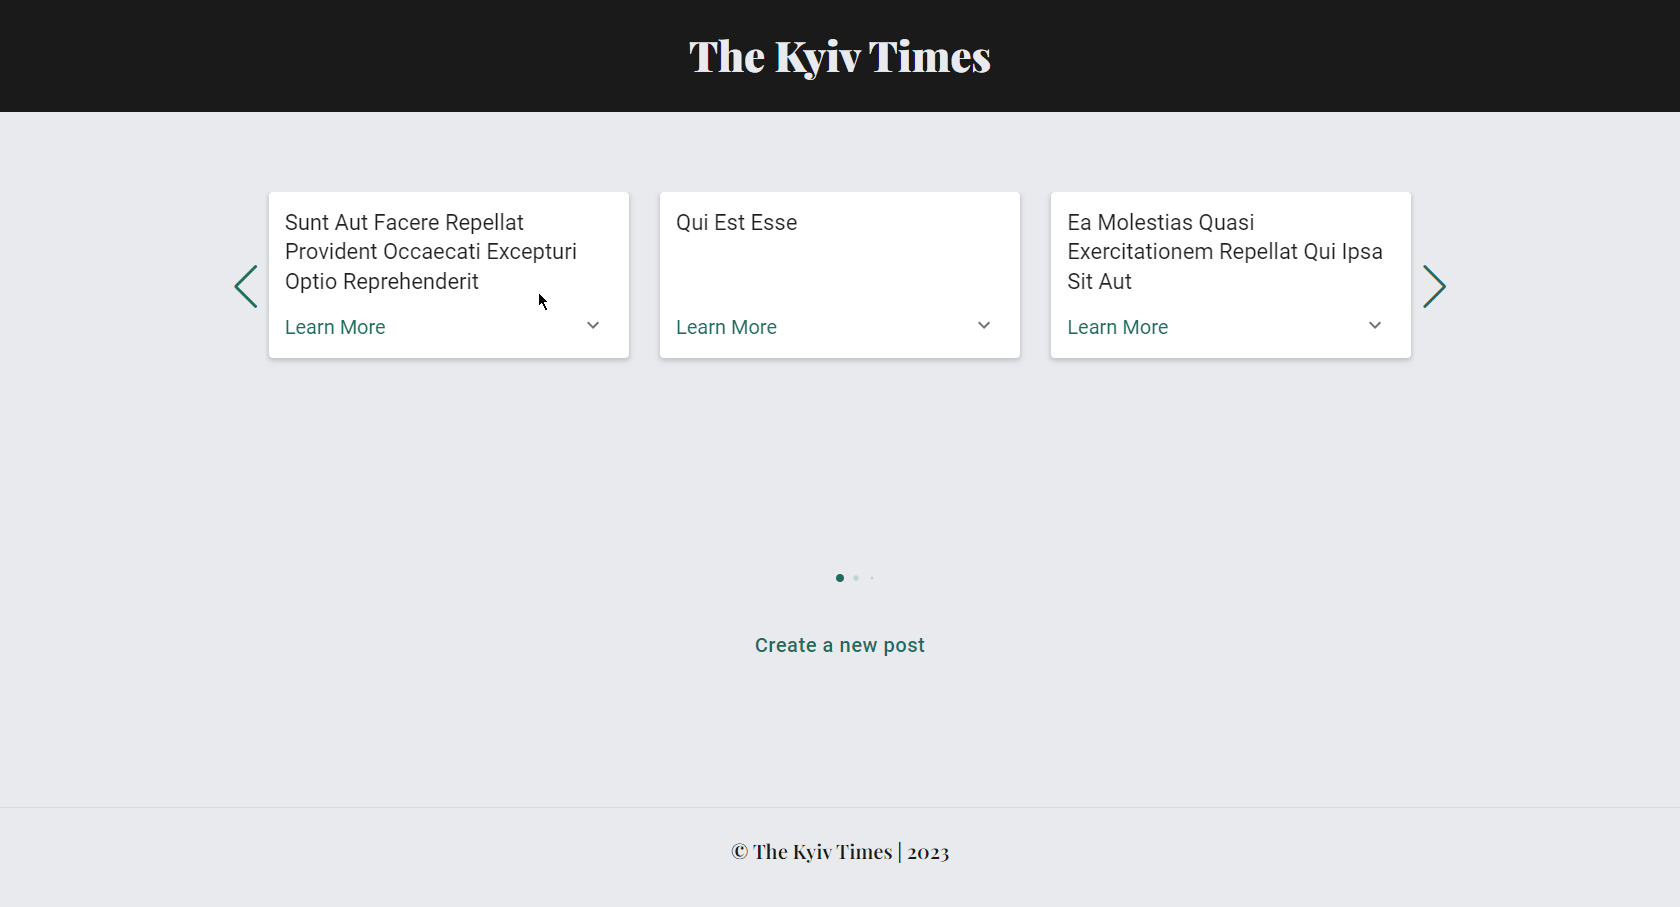 The Kyiv Times
Sunt Aut Facere Repellat
Provident Occaecati Excepturi
Optio Reprehenderit
Learn More
Qui Est Esse
Learn More
Ea Molestias Quasi
Exercitationem Repellat Qui Ipsa
Sit Aut
Learn More
Create a new post
© The Kyiv Times | 2023